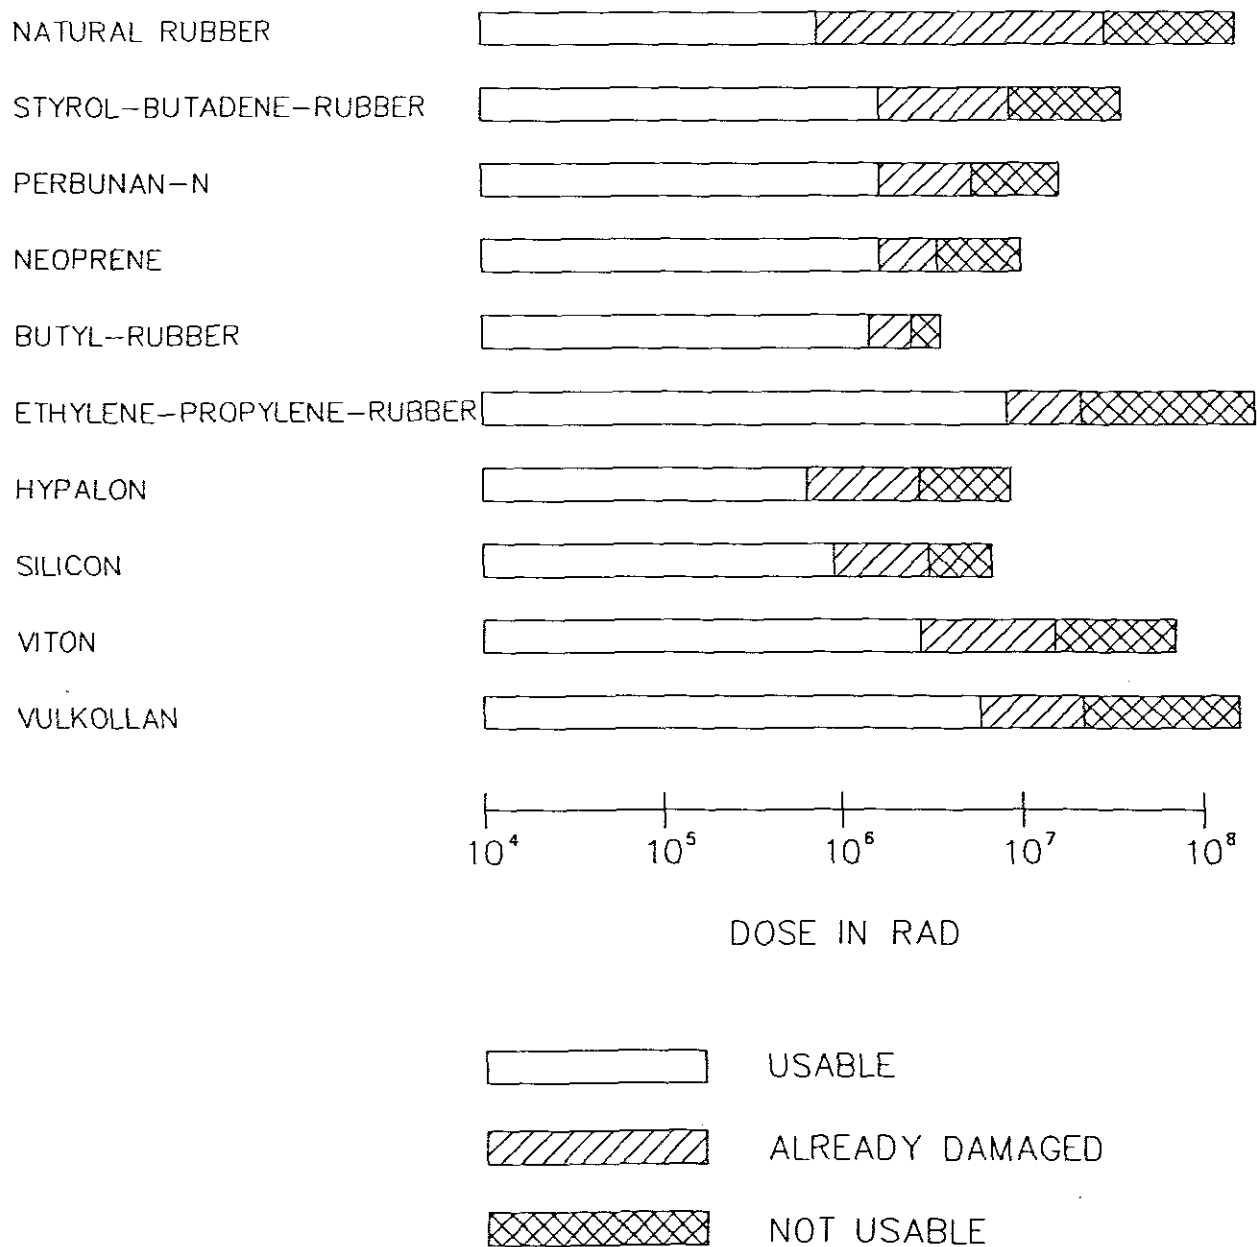 NATURAL RUBBER
STYROL-BUTADENE-RUBBER
PERBUNAN-N
NEOPRENE
BUTYL-RUBBER
ETHYLENE-PROPYLENE-RUBBER
HYPALON
SILICON
VITON
VULKOLLAN
10⁴ 10⁵ 10⁶ 10⁷ 10⁸
DOSE IN RAD
USABLE
ALREADY DAMAGED
NOT USABLE